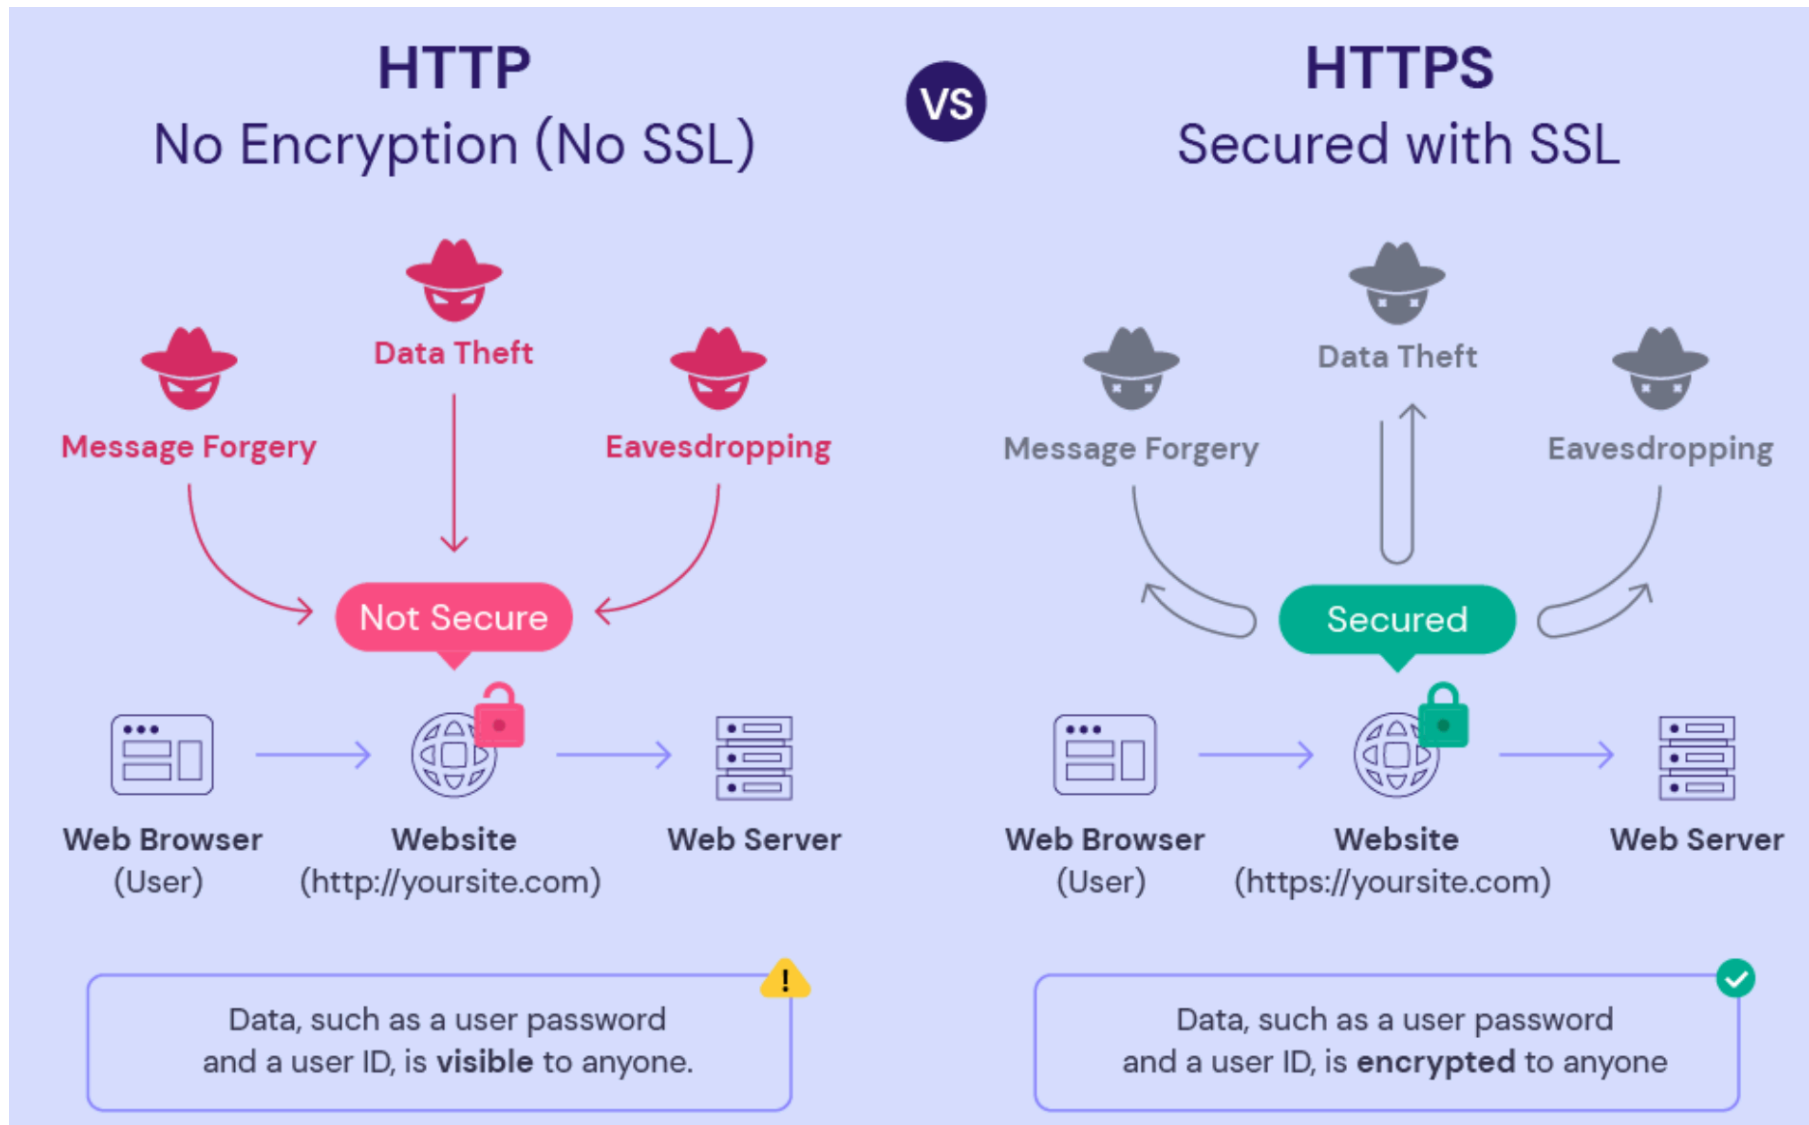 HTTP
No Encryption (No SSL)
VS
HTTPS
Secured with SSL
Data Theft
Message Forgery
Eavesdropping
Not Secure
Web Browser
(User)
Website
(http://yoursite.com)
Web Server
Data, such as a user password
and a user ID, is visible to anyone.
Data Theft
Message Forgery
Eavesdropping
Secured
Web Browser
(User)
Website
(https://yoursite.com)
Web Server
Data, such as a user password
and a user ID, is encrypted to anyone